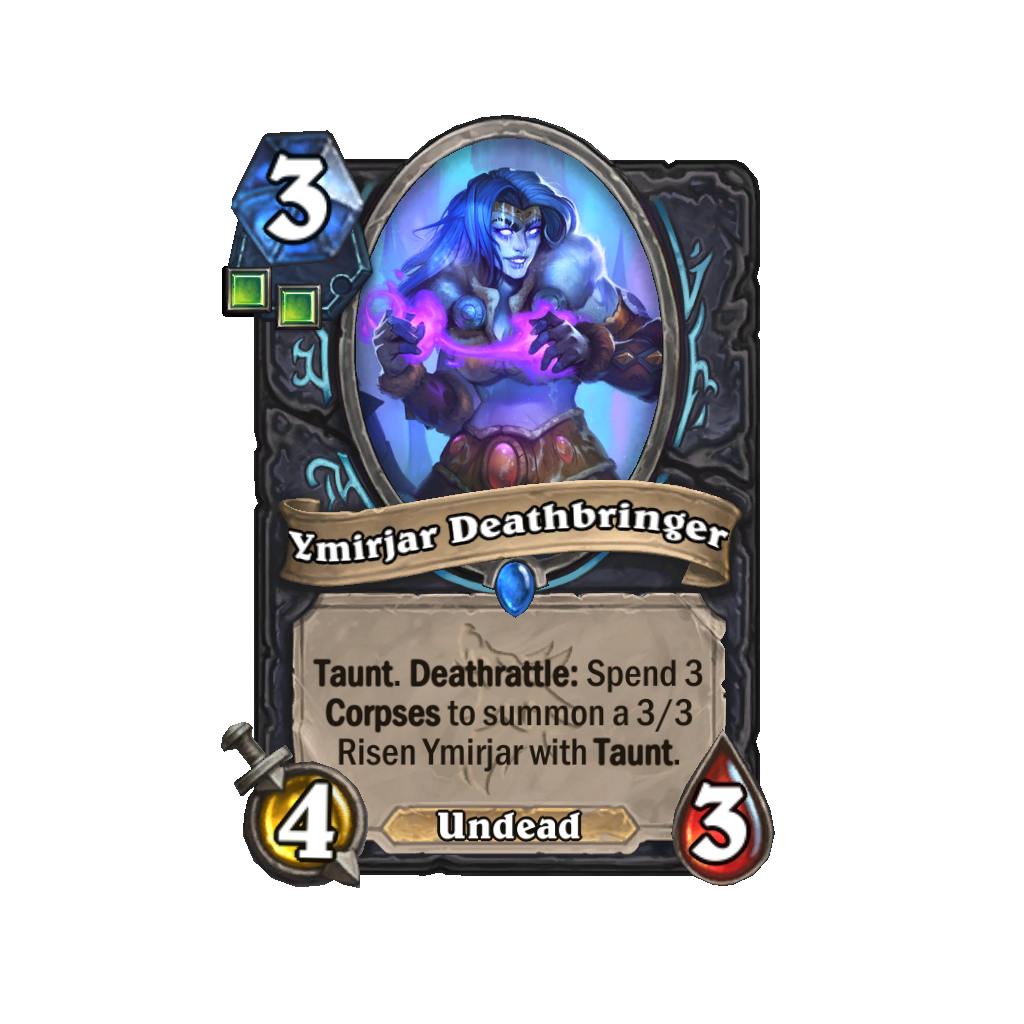 3
Ymirjar Deathbringer
Taunt. Deathrattle: Spend 3
Corpses to summon a 3/3
Risen Ymirjar with Taunt.
4
Undead
3